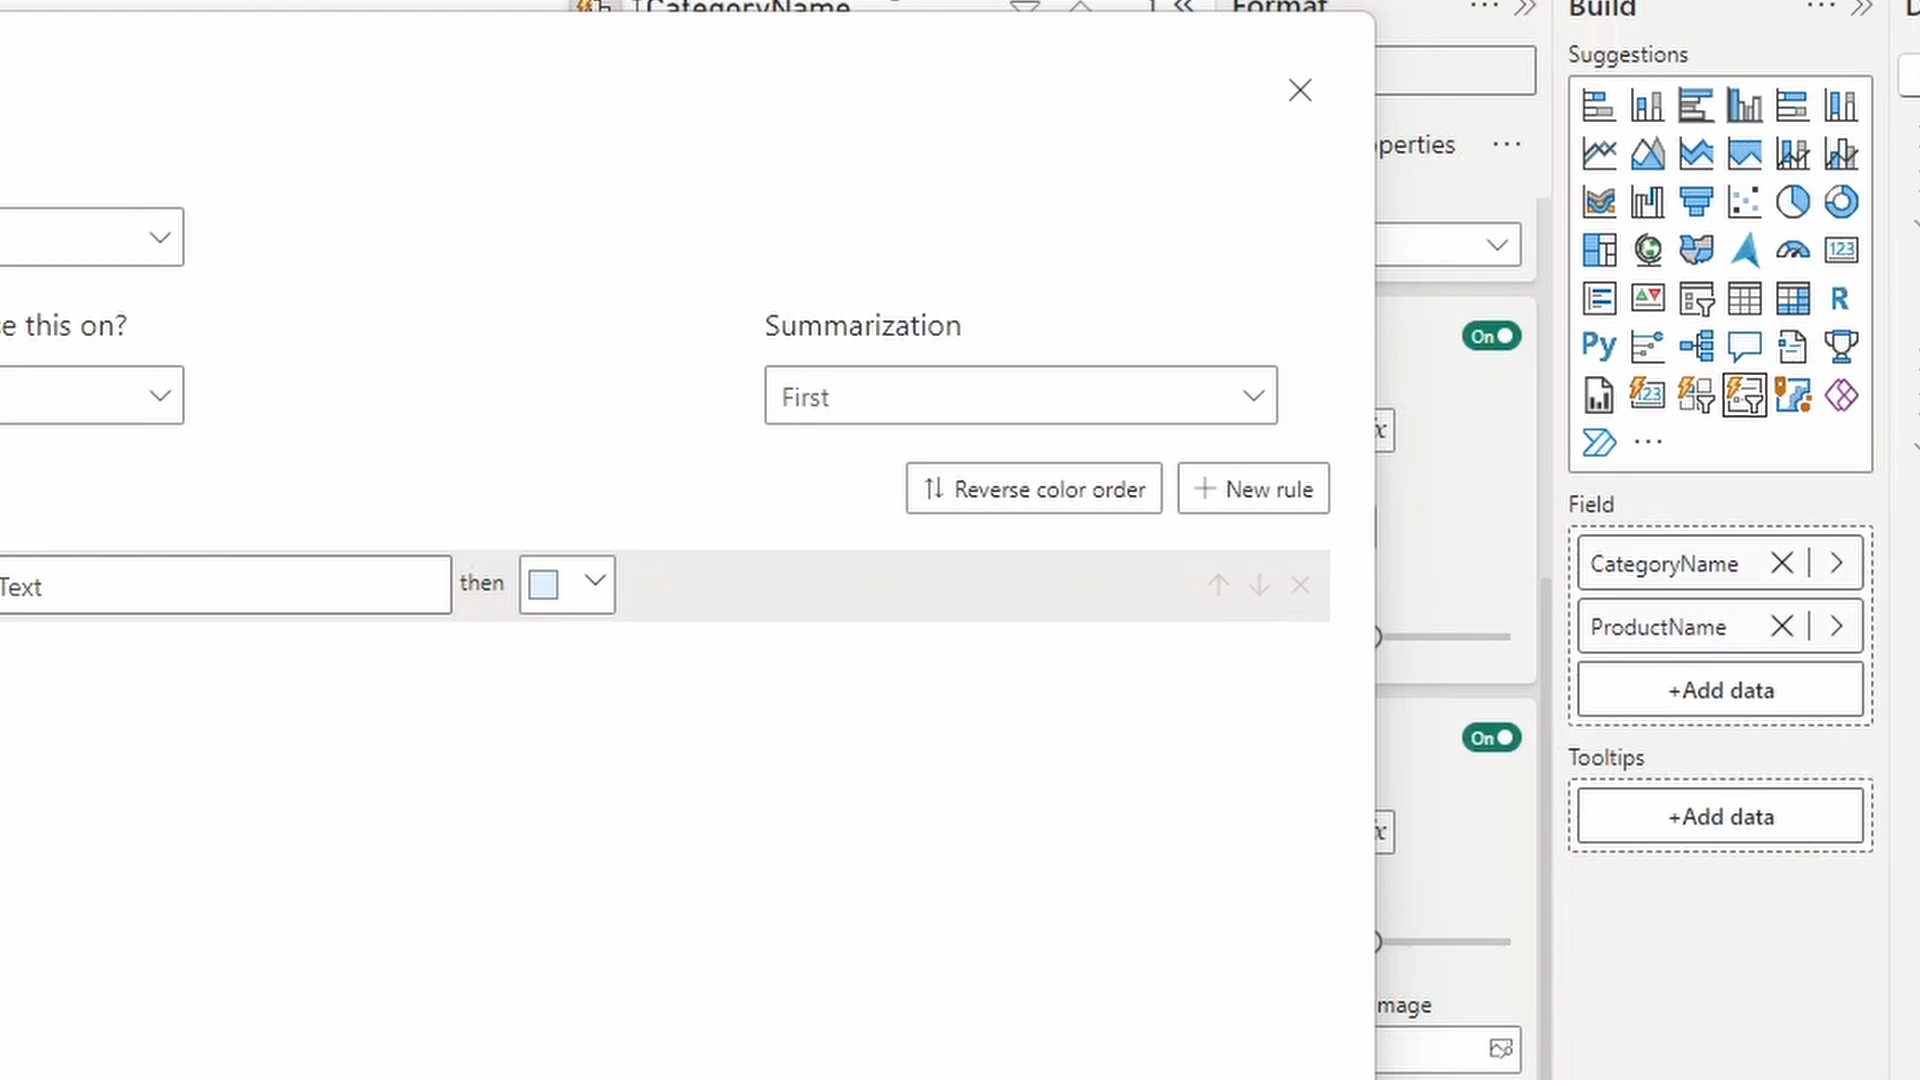 CategoryName
Format
Build
Suggestions
perties
e this on?
Summarization
First
On
123
R
Py
123
x
Reverse color order
New rule
Field
Text
then
CategoryName
ProductName
+Add data
On
Tooltips
+Add data
x
mage